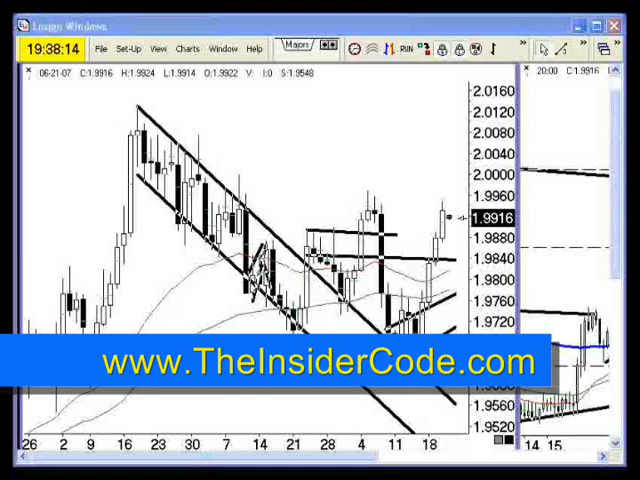 Ensign Windows
19:38:14 File Set-Up View Charts Window Help Majors RUN
06-21-07 C:1.9916 H:1.9924 L:1.9914 O:1.9922 V: I:0 S:1.9548
20:00 C:1.9916
2.0160
2.0120
2.0080
2.0040
2.0000
1.9960
1.9916
1.9880
1.9840
1.9800
1.9760
1.9720
www.TheInsiderCode.com
1.9600
1.9560
1.9520
26 2 9 16 23 30 7 14 21 28 4 11 18
14 15